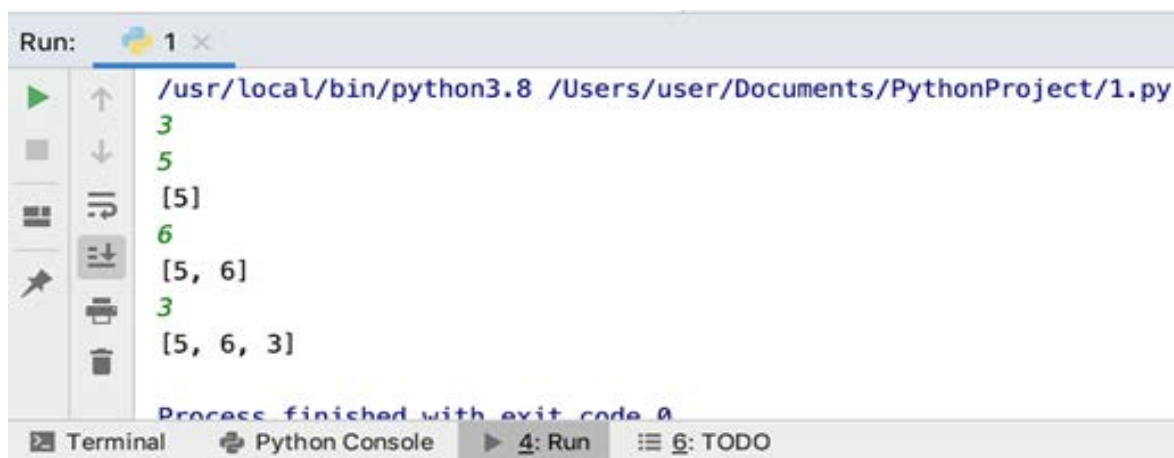 Run: 1
/usr/local/bin/python3.8 /Users/user/Documents/PythonProject/1.py
3
5
[5]
6
[5, 6]
3
[5, 6, 3]
Process finished with exit code 0
Terminal Python Console 4: Run 6: TODO